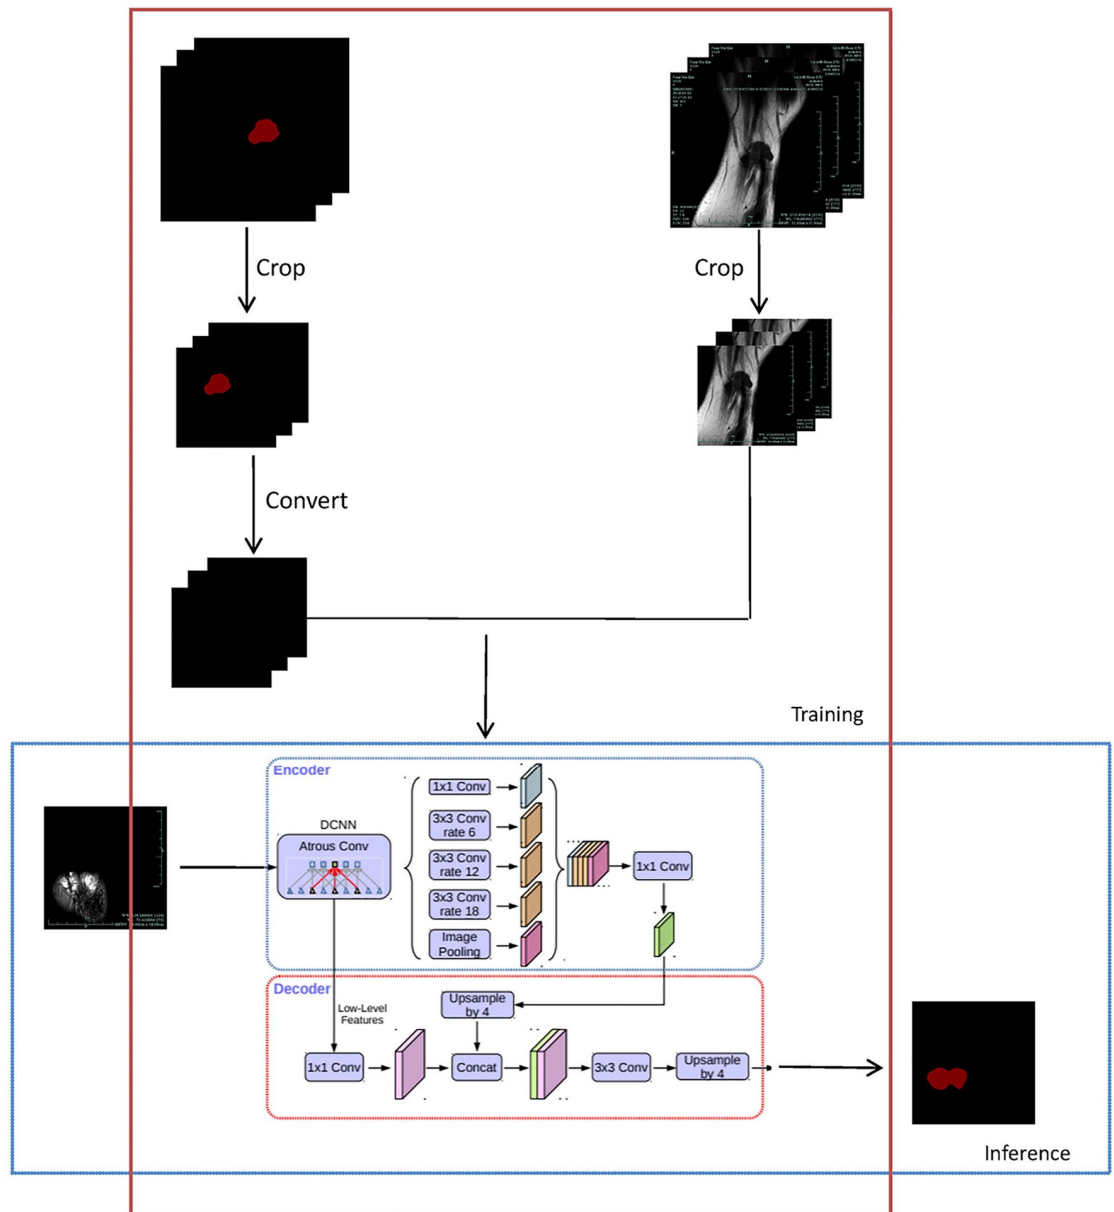 Crop
Crop
Convert
Training
Encoder
DCNN
Atrous Conv
1x1 Conv
3x3 Conv
rate 6
3x3 Conv
rate 12
3x3 Conv
rate 18
Image
Pooling
1x1 Conv
Decoder
Low-Level
Features
Upsample
by 4
1x1 Conv
Concat
3x3 Conv
Upsample
by 4
Inference